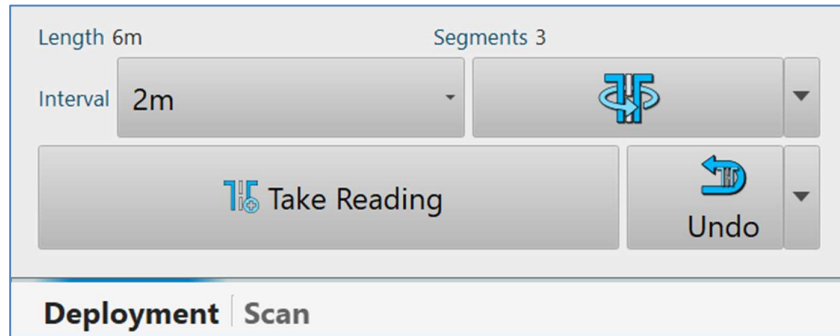 Length 6m Segments 3
Interval 2m
Take Reading Undo
Deployment Scan